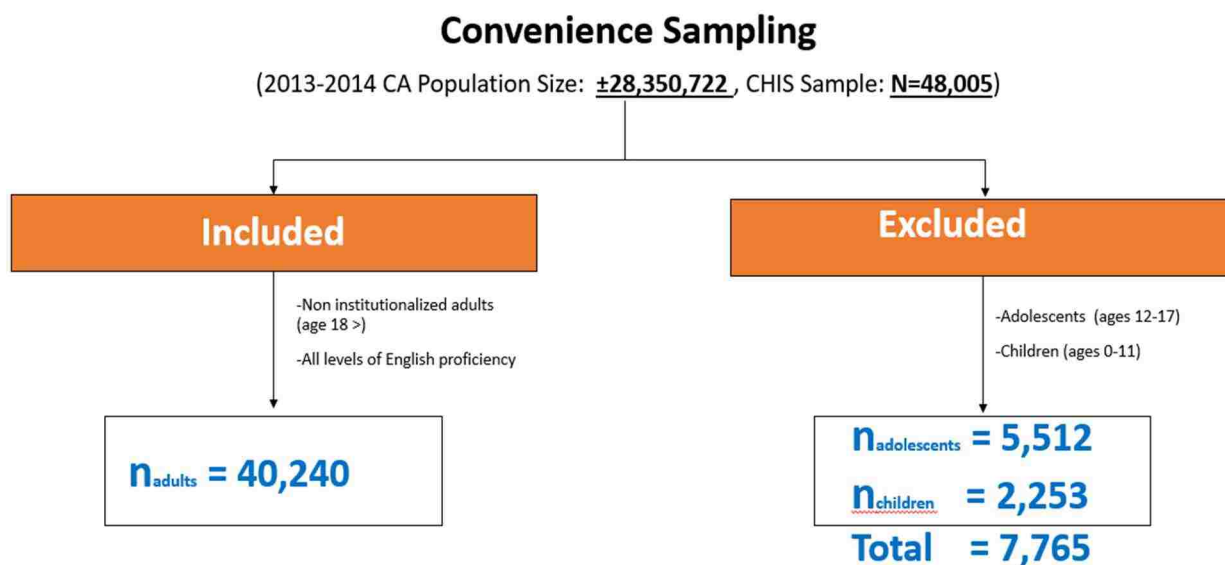 Convenience Sampling
(2013-2014 CA Population Size: ±28,350,722 , CHIS Sample: N=48,005)
Included
-Non institutionalized adults
(age 18 >)
-All levels of English proficiency
nadults = 40,240
Excluded
-Adolescents (ages 12-17)
-Children (ages 0-11)
nadolescents = 5,512
nchildren = 2,253
Total = 7,765